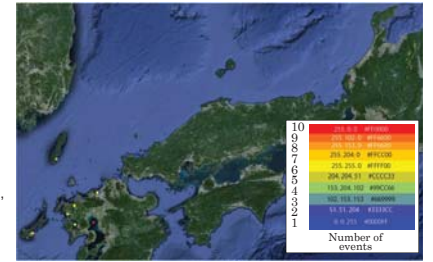 10
9
8
7
6
5
4
3
2
1
255. 0. 0 #FF0000
255. 102. 0 #FF6600
255. 153. 0 #FF9900
255. 204. 0 #FFCC00
255. 255. 0 #FFFF00
204. 204. 51 #CCCC33
153. 204. 102 #99CC66
102. 153. 153 #669999
51. 51. 204 #3333CC
0. 0. 255 #0000FF
Number of
events
,